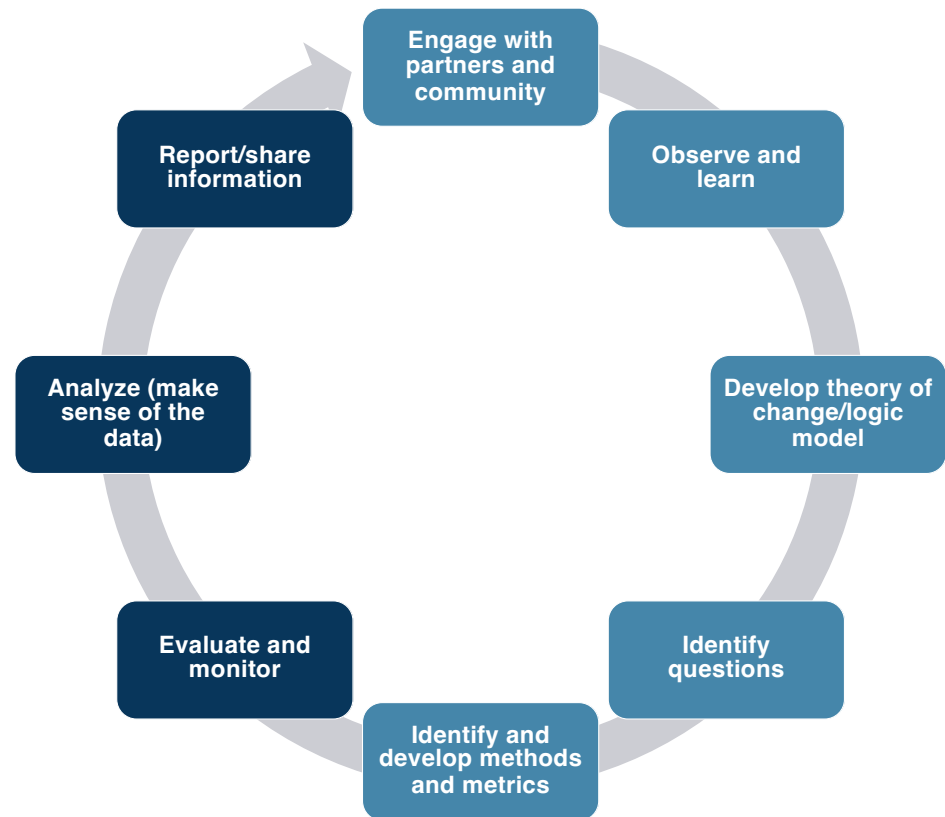 Engage with
partners and
community
Observe and
learn
Develop theory of
change/logic
model
Identify
questions
Identify and
develop methods
and metrics
Evaluate and
monitor
Analyze (make
sense of the
data)
Report/share
information